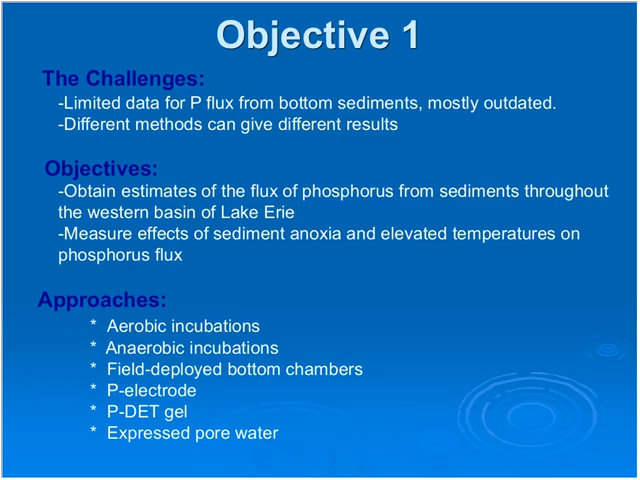 Objective 1
The Challenges:
-Limited data for P flux from bottom sediments, mostly outdated.
-Different methods can give different results
Objectives:
-Obtain estimates of the flux of phosphorus from sediments throughout
the western basin of Lake Erie
-Measure effects of sediment anoxia and elevated temperatures on
phosphorus flux
Approaches:
* Aerobic incubations
* Anaerobic incubations
* Field-deployed bottom chambers
* P-electrode
* P-DET gel
* Expressed pore water